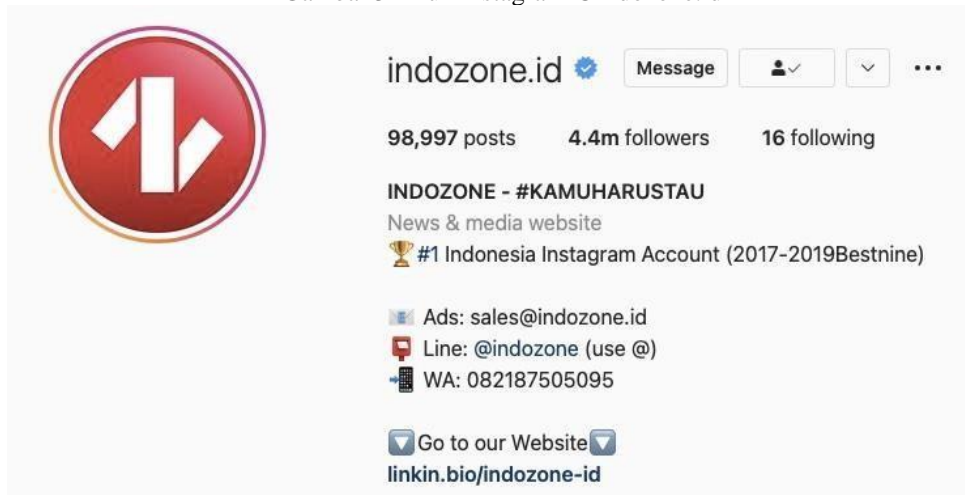 indozone.id Message
98,997 posts 4.4m followers 16 following
INDOZONE - #KAMUHARUSTAU
News & media website
🏆#1 Indonesia Instagram Account (2017-2019Bestnine)
📧 Ads: sales@indozone.id
📮 Line: @indozone (use @)
📲 WA: 082187505095
🔽Go to our Website🔽
linkin.bio/indozone-id